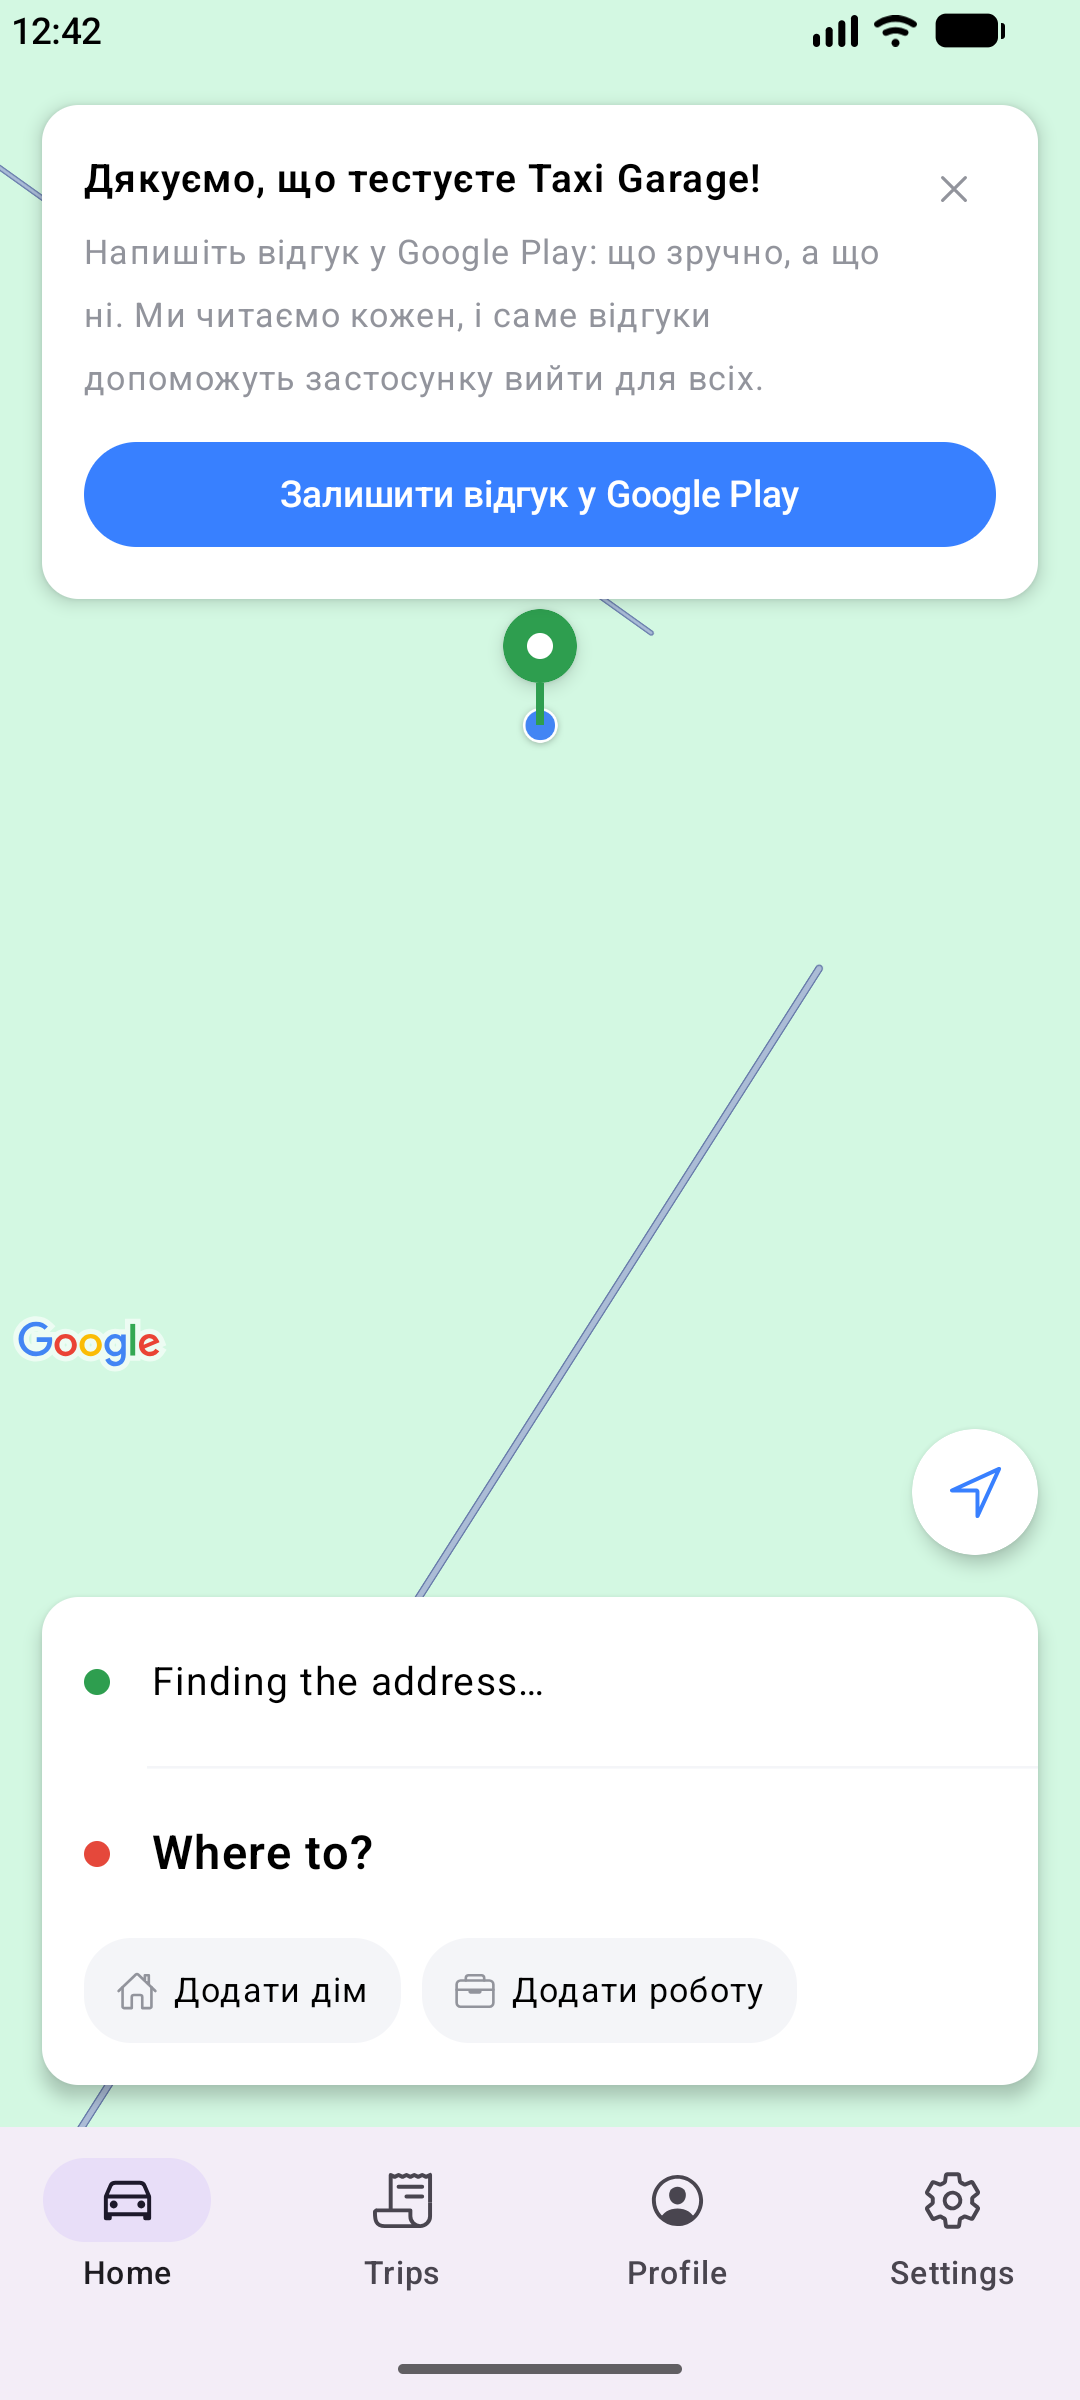 12:42
Дякуємо, що тестуєте Taxi Garage!
Напишіть відгук у Google Play: що зручно, а що
ні. Ми читаємо кожен, і саме відгуки
допоможуть застосунку вийти для всіх.
Залишити відгук у Google Play
Google
Finding the address…
Where to?
Додати дім
Додати роботу
Home
Trips
Profile
Settings